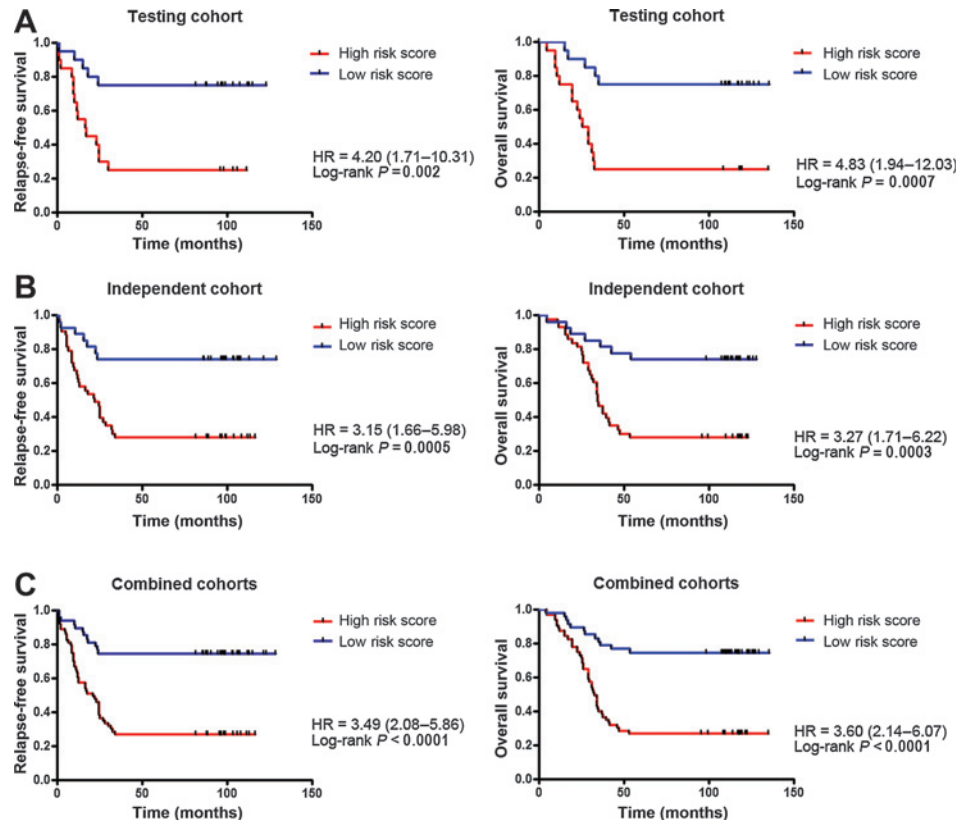 A
Testing cohort
Relapse-free survival
1.0
0.8
0.6
0.4
0.2
0.0
0
50
100
150
Time (months)
High risk score
Low risk score
HR = 4.20 (1.71–10.31)
Log-rank P = 0.002
Testing cohort
Overall survival
1.0
0.8
0.6
0.4
0.2
0.0
0
50
100
150
Time (months)
High risk score
Low risk score
HR = 4.83 (1.94–12.03)
Log-rank P = 0.0007
B
Independent cohort
Relapse-free survival
1.0
0.8
0.6
0.4
0.2
0.0
0
50
100
150
Time (months)
High risk score
Low risk score
HR = 3.15 (1.66–5.98)
Log-rank P = 0.0005
Independent cohort
Overall survival
1.0
0.8
0.6
0.4
0.2
0.0
0
50
100
150
Time (months)
High risk score
Low risk score
HR = 3.27 (1.71–6.22)
Log-rank P = 0.0003
C
Combined cohorts
Relapse-free survival
1.0
0.8
0.6
0.4
0.2
0.0
0
50
100
150
Time (months)
High risk score
Low risk score
HR = 3.49 (2.08–5.86)
Log-rank P < 0.0001
Combined cohorts
Overall survival
1.0
0.8
0.6
0.4
0.2
0.0
0
50
100
150
Time (months)
High risk score
Low risk score
HR = 3.60 (2.14–6.07)
Log-rank P < 0.0001